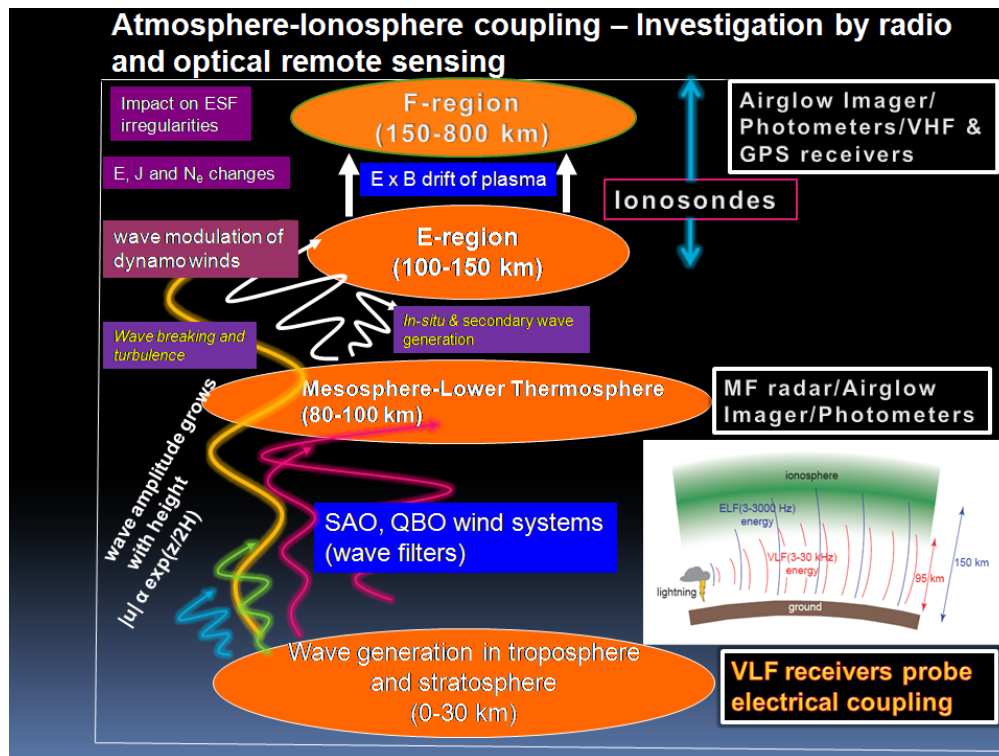 Atmosphere-Ionosphere coupling – Investigation by radio
and optical remote sensing
Impact on ESF
irregularities
F-region
(150-800 km)
Airglow Imager/
Photometers/VHF &
GPS receivers
E, J and Ne changes
E x B drift of plasma
Ionosondes
wave modulation of
dynamo winds
E-region
(100-150 km)
In-situ & secondary wave
generation
Wave breaking and
turbulence
Mesosphere-Lower Thermosphere
(80-100 km)
MF radar/Airglow
Imager/Photometers
wave amplitude grows
with height
|u| α exp(z/2H)
SAO, QBO wind systems
(wave filters)
ionosphere
ELF(3-3000 Hz)
energy
VLF(3-30 kHz)
energy
lightning
ground
95 km
150 km
Wave generation in troposphere
and stratosphere
(0-30 km)
VLF receivers probe
electrical coupling